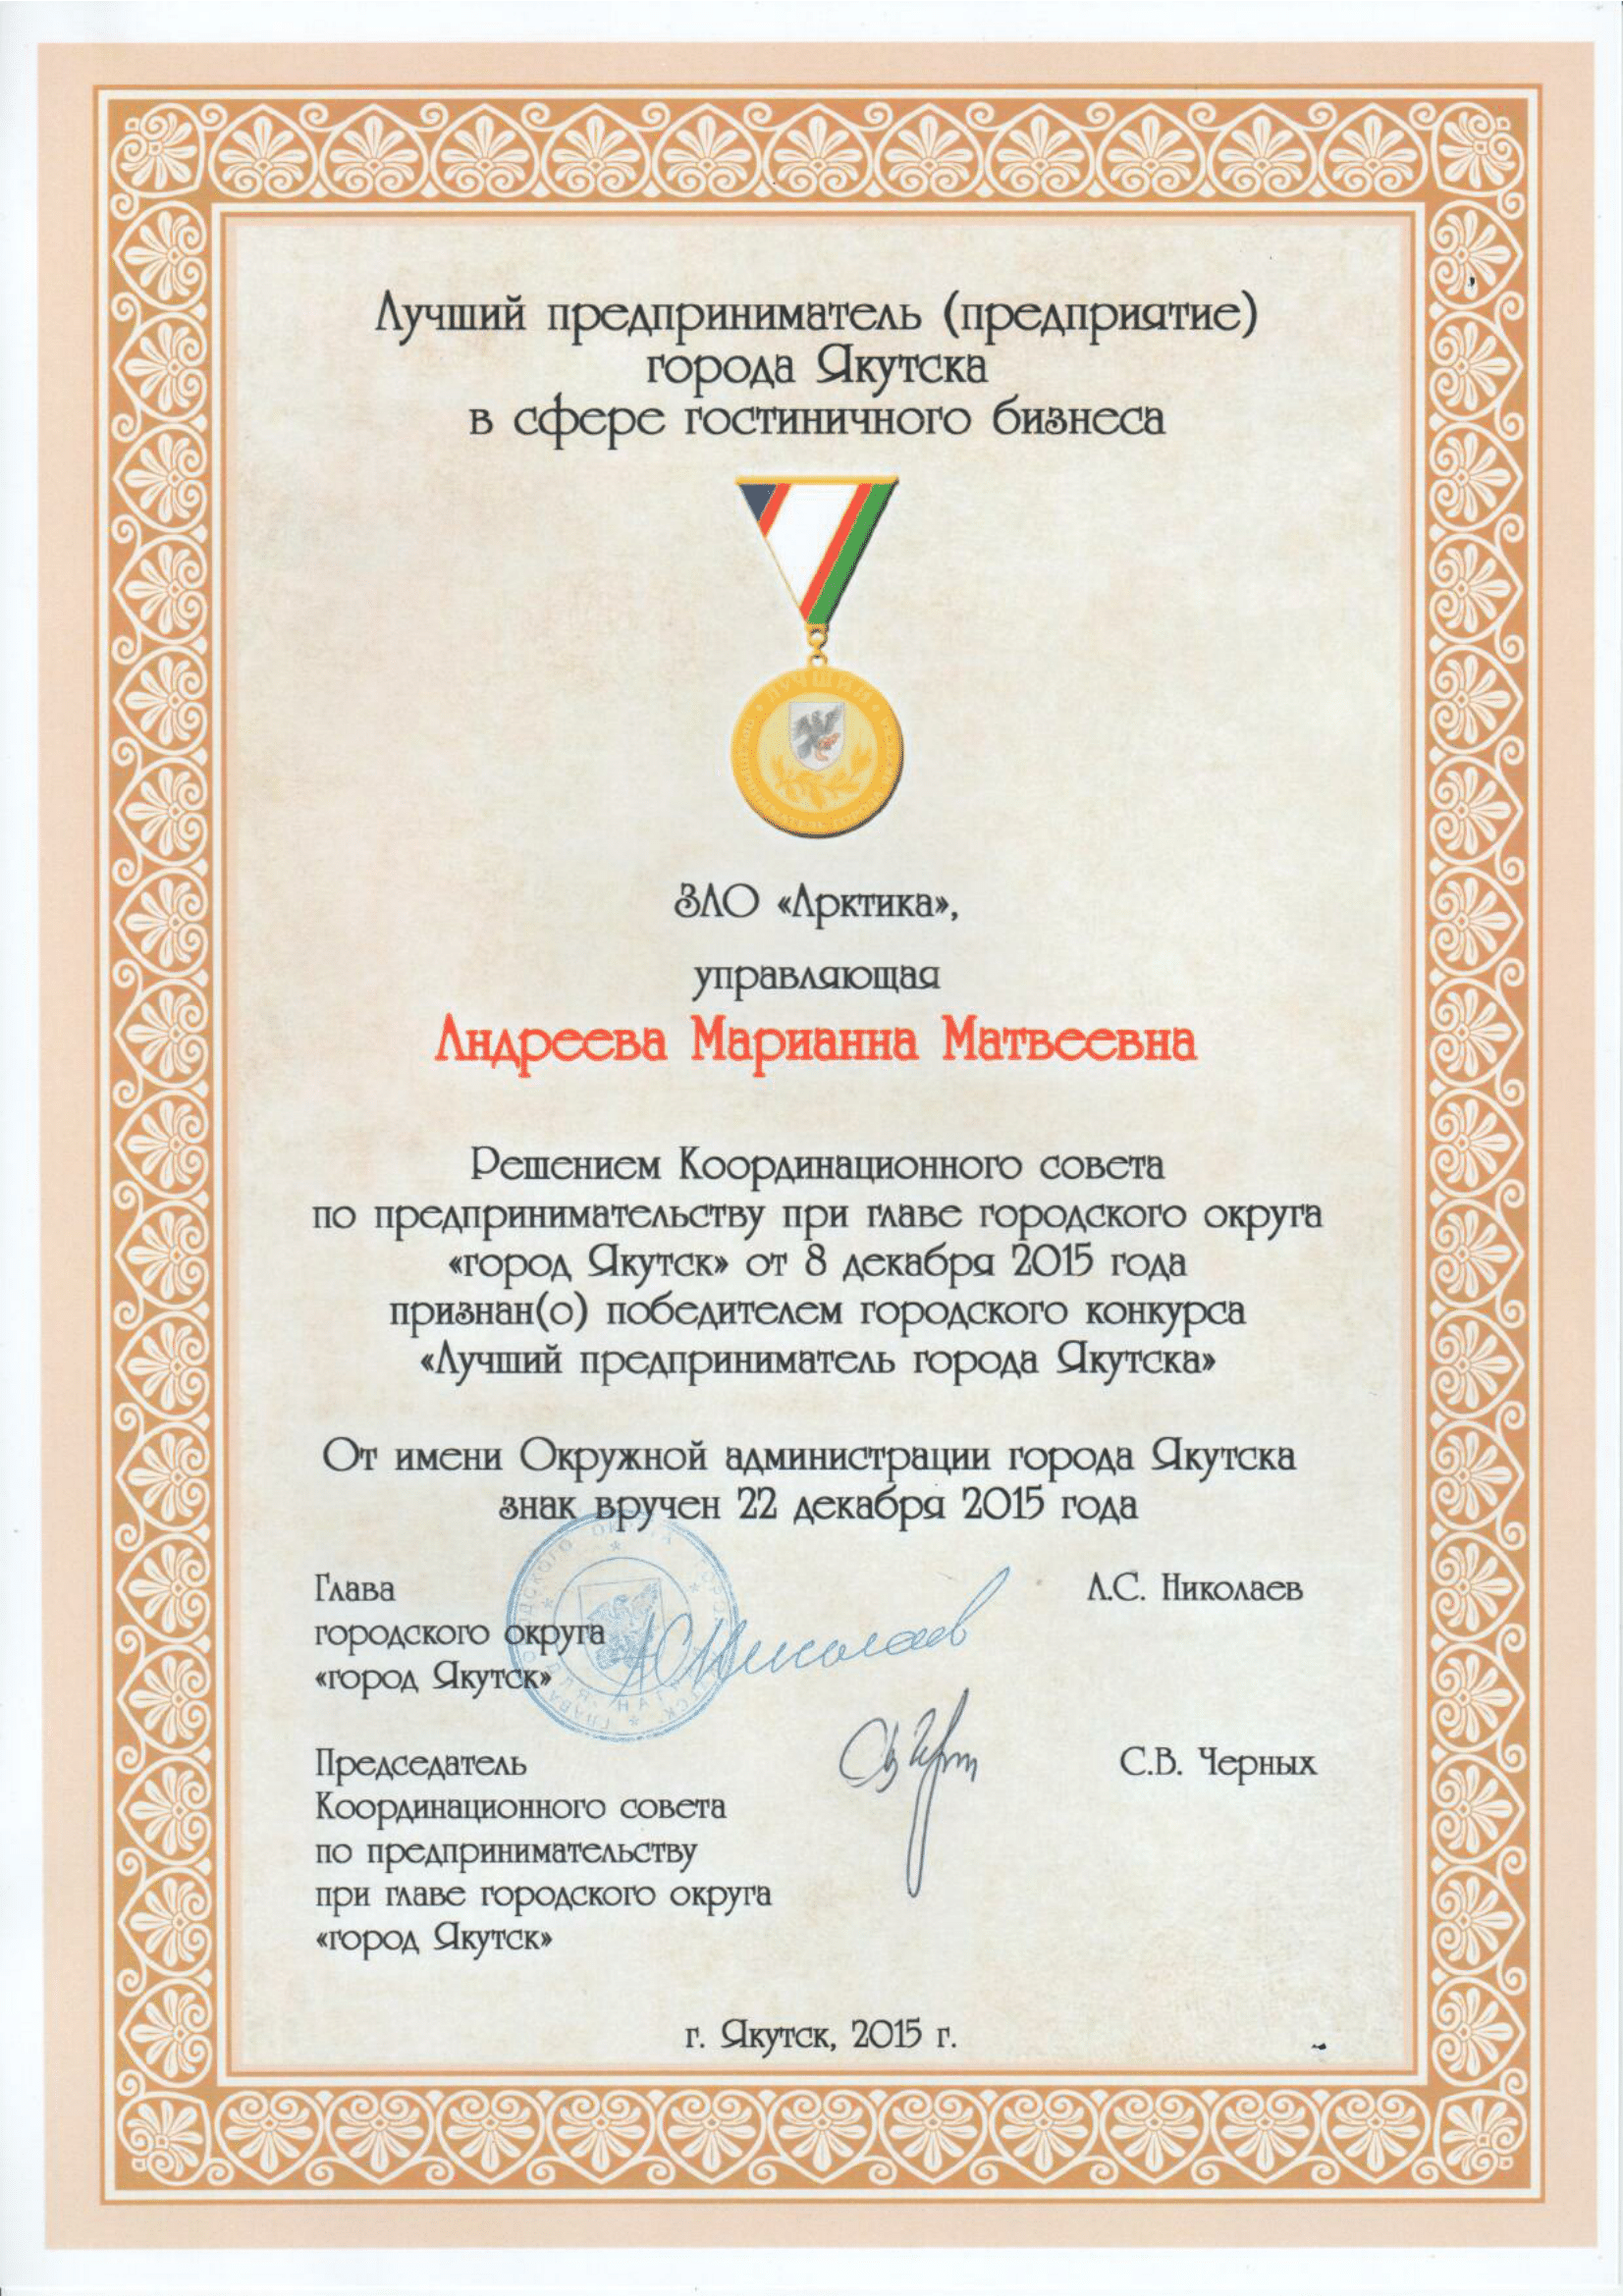 Лучший предприниматель (предприятие)
города Якутска
в сфере гостиничного бизнеса
ЛУЧШИЙ
ЗАО «Арктика»,
управляющая
Андреева Марианна Матвеевна
Решением Координационного совета
по предпринимательству при главе городского округа
«город Якутск» от 8 декабря 2015 года
признан(о) победителем городского конкурса
«Лучший предприниматель города Якутска»
От имени Окружной администрации города Якутска
знак вручен 22 декабря 2015 года
Глава
городского округа
«город Якутск»
А.С. Николаев
Председатель
Координационного совета
по предпринимательству
при главе городского округа
«город Якутск»
С.В. Черных
г. Якутск, 2015 г.